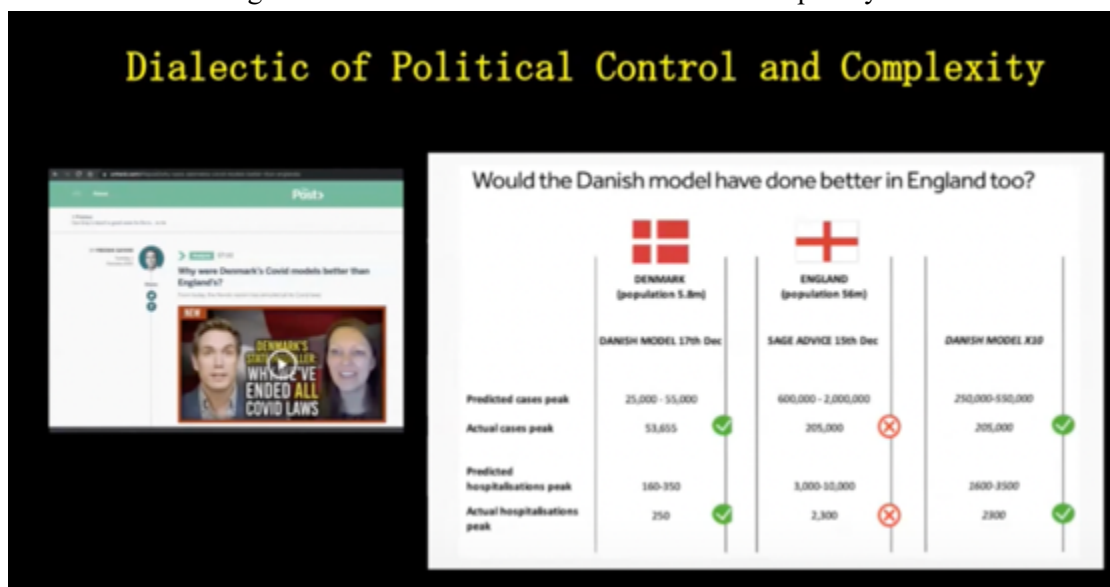 Dialectic of Political Control and Complexity
Post>
Why were Denmark's Covid models better than
England's?
NEW
DENMARK'S
WHY WE'VE
ENDED ALL
COVID LAWS
Would the Danish model have done better in England too?
DENMARK ENGLAND
(population 5.8m) (population 56m)
DANISH MODEL 17th Dec SAGE ADVICE 15th Dec DANISH MODEL X10
Predicted cases peak 25,000 - 55,000 600,000 - 2,000,000 250,000-550,000
Actual cases peak 53,655 205,000 205,000
Predicted
hospitalisations peak 160-350 3,000-10,000 1600-3500
Actual hospitalisations 250 2,300 2300
peak